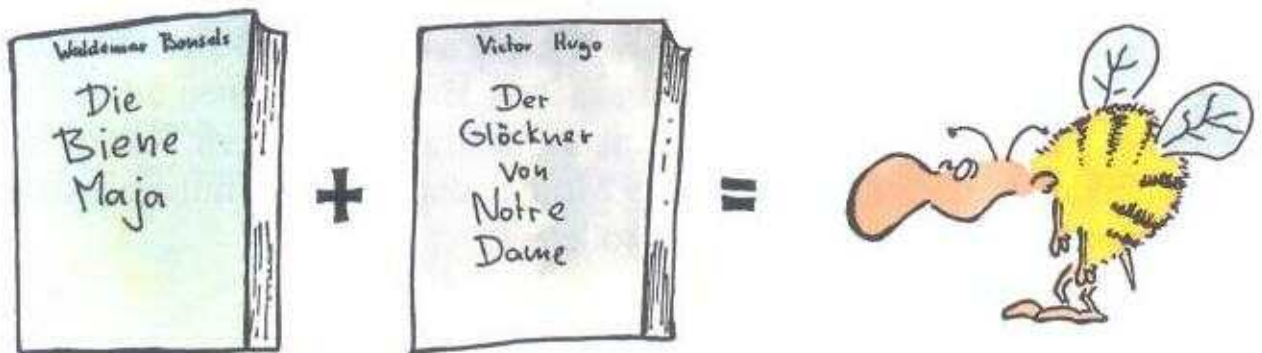 Waldemar Bonsels
Die
Biene
Maja
+
Victor Hugo
Der
Glöckner
von
Notre
Dame
=